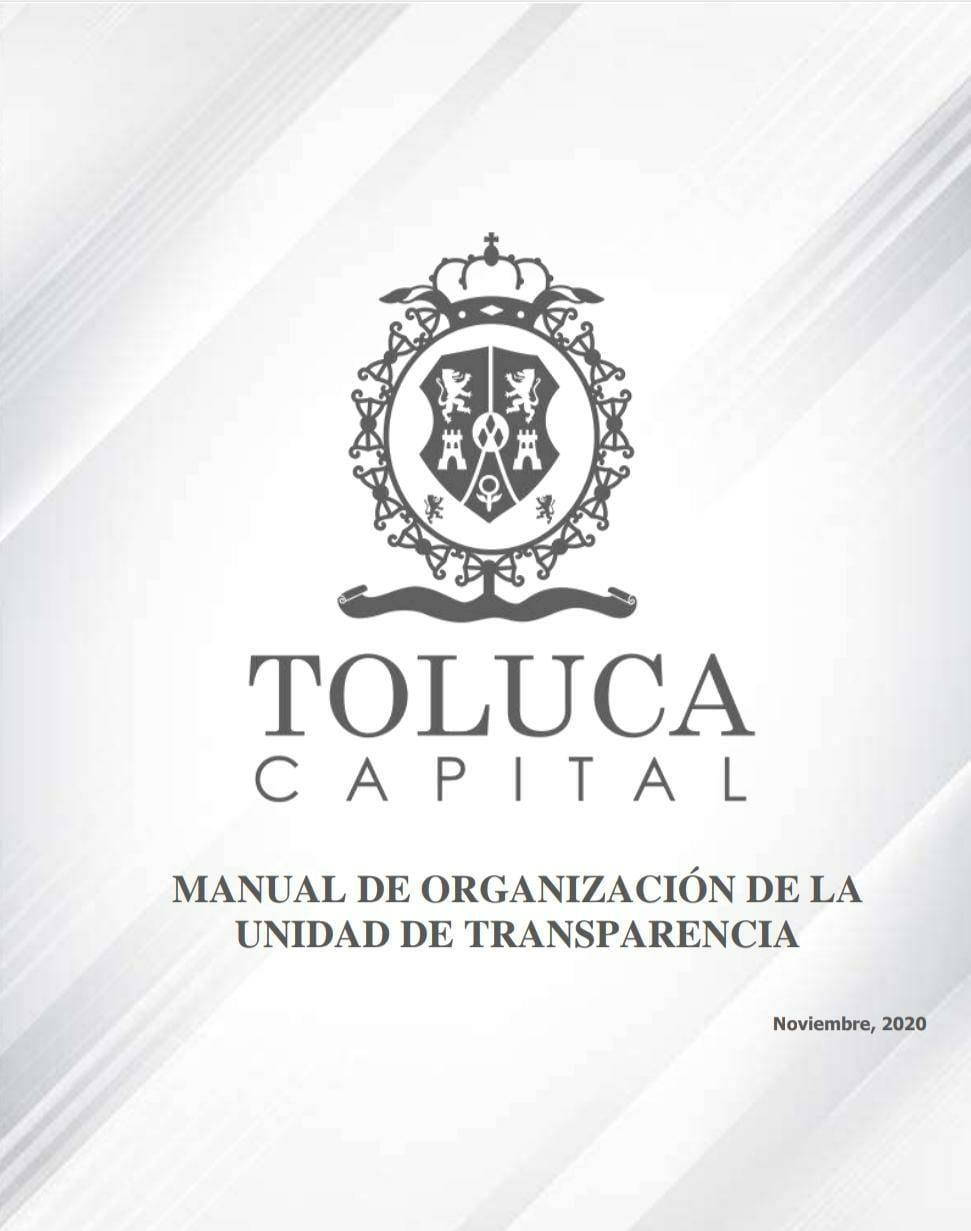 TOLUCA
CAPITAL
MANUAL DE ORGANIZACIÓN DE LA
UNIDAD DE TRANSPARENCIA
Noviembre, 2020